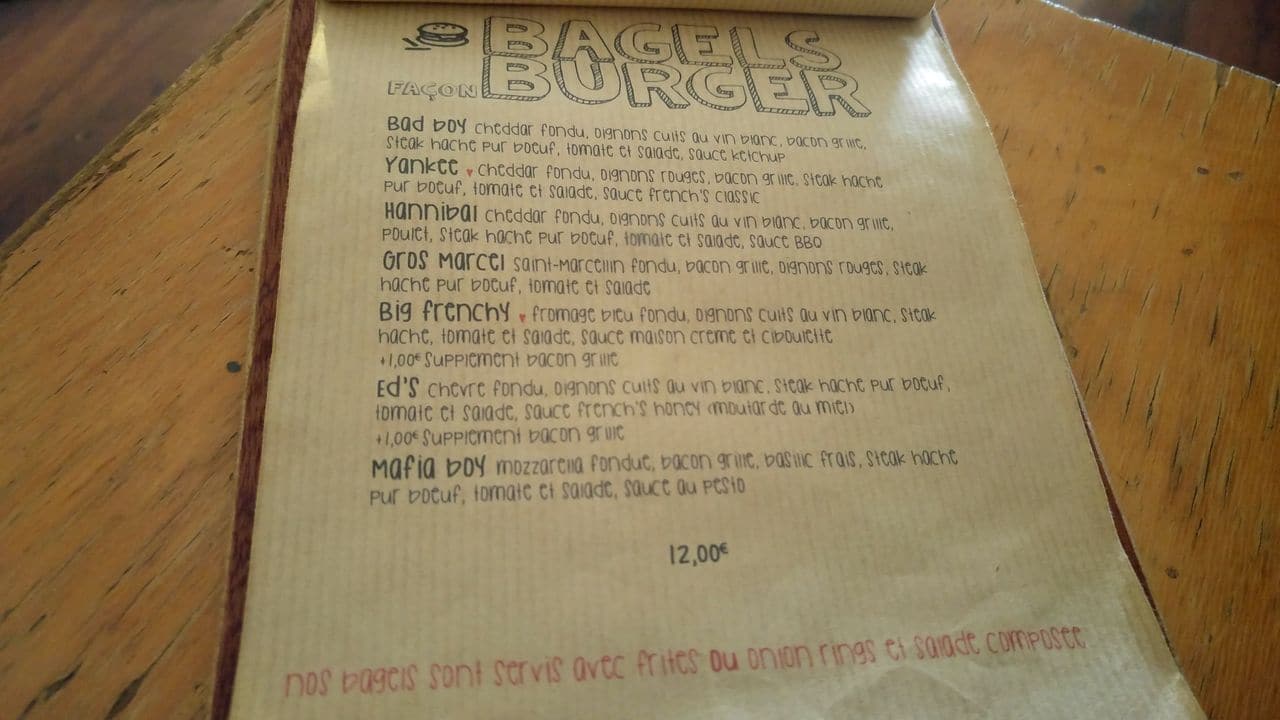 BAGELS
FAÇON BURGER
Bad boy cheddar fondu, oignons cuits au vin blanc, bacon grillé,
steak haché pur boeuf, tomate et salade, sauce ketchup
Yankee ♥ cheddar fondu, oignons rouges, bacon grillé, steak haché
pur boeuf, tomate et salade, sauce french's classic
Hannibal cheddar fondu, oignons cuits au vin blanc, bacon grillé,
poulet, steak haché pur boeuf, tomate et salade, sauce BBQ
Gros Marcel saint-Marcellin fondu, bacon grillé, oignons rouges, steak
haché pur boeuf, tomate et salade
Big frenchy ♥ fromage bleu fondu, oignons cuits au vin blanc, steak
haché, tomate et salade, sauce maison crème et ciboulette
+1,00€ Supplément bacon grillé
Ed's chèvre fondu, oignons cuits au vin blanc, steak haché pur boeuf,
tomate et salade, sauce french's honey (moutarde au miel)
+1,00€ Supplément bacon grillé
Mafia boy mozzarella fondue, bacon grillé, basilic frais, steak haché
pur boeuf, tomate et salade, sauce au pesto
12,00€
nos bagels sont servis avec frites ou onion rings et salade composée